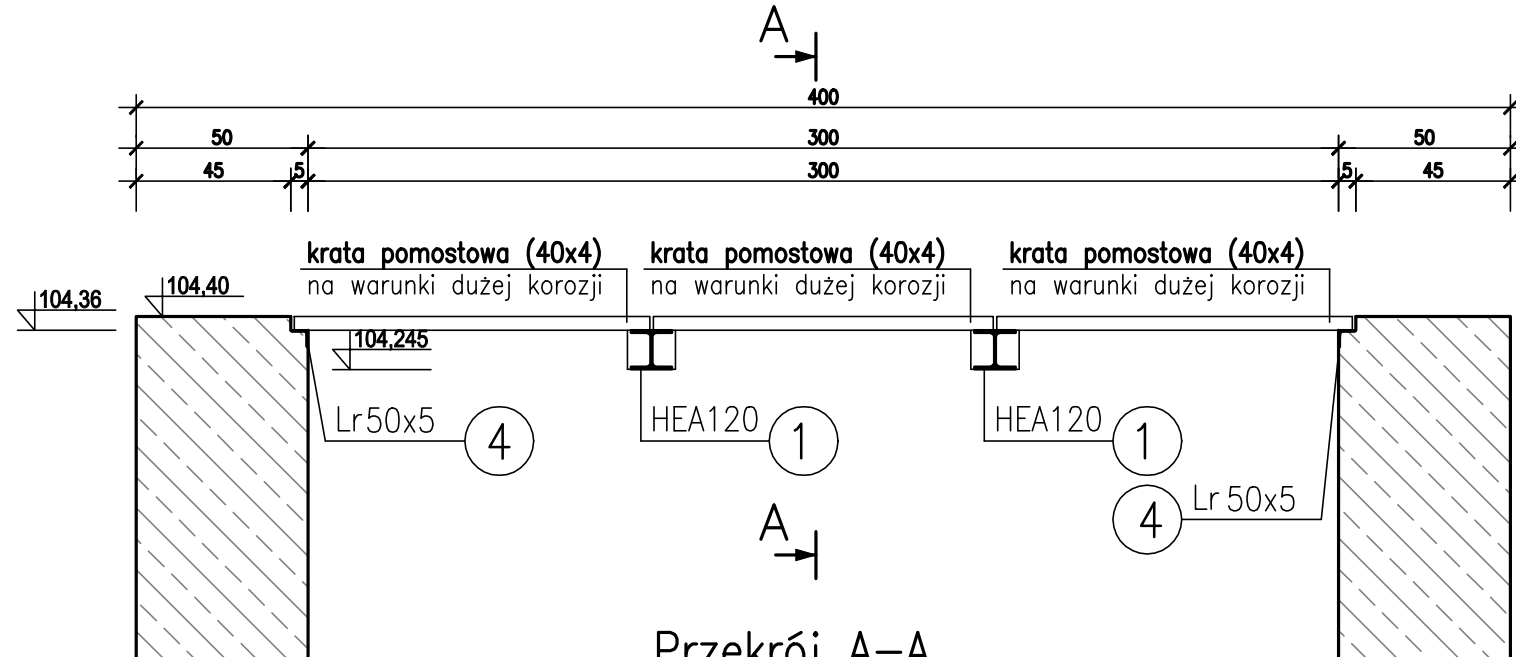 A
400
50 300 50
45 5 300 5 45
krata pomostowa (40x4) krata pomostowa (40x4) krata pomostowa (40x4)
na warunki dużej korozji na warunki dużej korozji na warunki dużej korozji
104,36 104,40
104,245
Lr50x5 4 HEA120 1 HEA120 1
4 Lr 50x5
A
Przekrój A-A